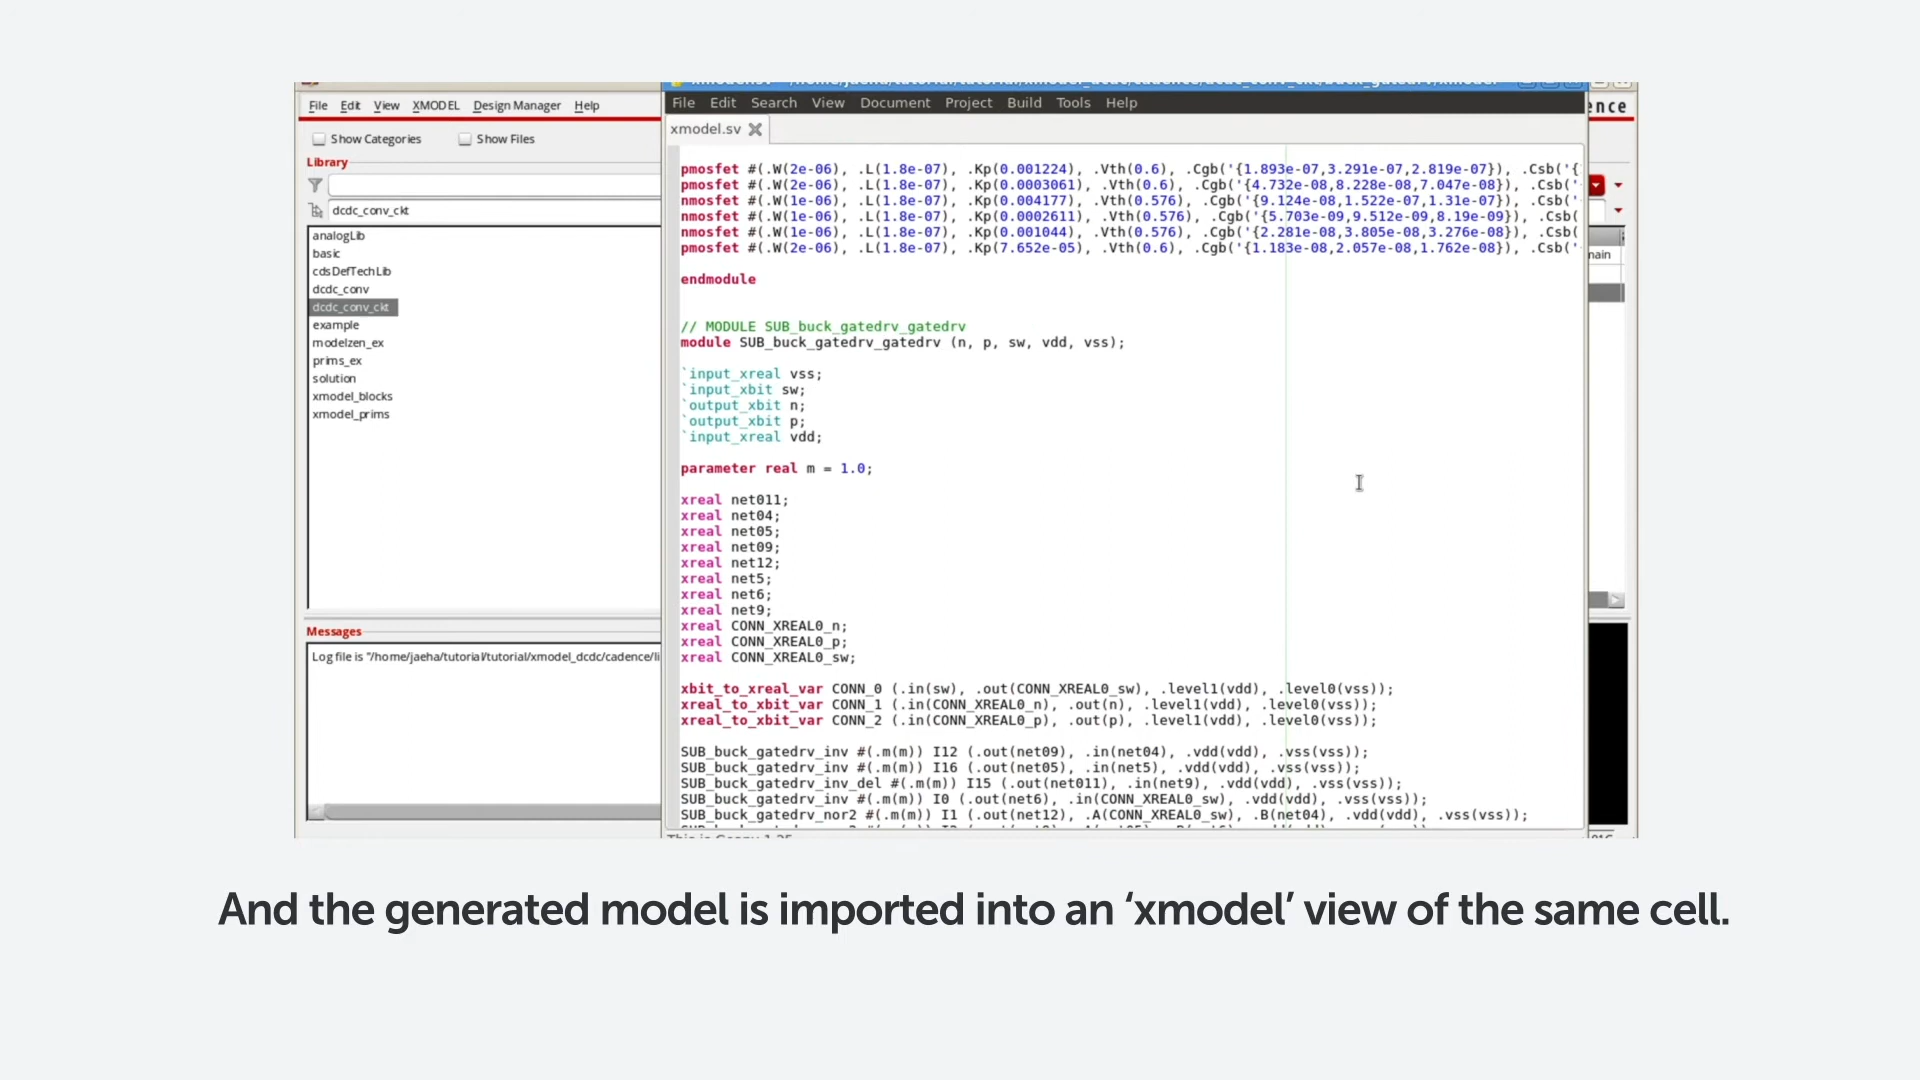 File Edit View XMODEL Design Manager Help
Show Categories Show Files
Library
dcdc_conv_ckt
analogLib
basic
cdsDefTechLib
dcdc_conv
dcdc_conv_ckt
example
modelzen_ex
prims_ex
solution
xmodel_blocks
xmodel_prims
Messages
Log file is "/home/jaeha/tutorial/tutorial/xmodel_dcdc/cadence/li
File Edit Search View Document Project Build Tools Help
xmodel.sv
pmosfet #(.W(2e-06), .L(1.8e-07), .Kp(0.001224), .Vth(0.6), .Cgb('{1.893e-07,3.291e-07,2.819e-07}), .Csb('{
pmosfet #(.W(2e-06), .L(1.8e-07), .Kp(0.0003061), .Vth(0.6), .Cgb('{4.732e-08,8.228e-08,7.047e-08}), .Csb('
nmosfet #(.W(1e-06), .L(1.8e-07), .Kp(0.004177), .Vth(0.576), .Cgb('{9.124e-08,1.522e-07,1.31e-07}), .Csb('
nmosfet #(.W(1e-06), .L(1.8e-07), .Kp(0.0002611), .Vth(0.576), .Cgb('{5.703e-09,9.512e-09,8.19e-09}), .Csb(
nmosfet #(.W(1e-06), .L(1.8e-07), .Kp(0.001044), .Vth(0.576), .Cgb('{2.281e-08,3.805e-08,3.276e-08}), .Csb(
pmosfet #(.W(2e-06), .L(1.8e-07), .Kp(7.652e-05), .Vth(0.6), .Cgb('{1.183e-08,2.057e-08,1.762e-08}), .Csb('
endmodule
// MODULE SUB_buck_gatedrv_gatedrv
module SUB_buck_gatedrv_gatedrv (n, p, sw, vdd, vss);
`input_xreal vss;
`input_xbit sw;
`output_xbit n;
`output_xbit p;
`input_xreal vdd;
parameter real m = 1.0;
xreal net011;
xreal net04;
xreal net05;
xreal net09;
xreal net12;
xreal net5;
xreal net6;
xreal net9;
xreal CONN_XREAL0_n;
xreal CONN_XREAL0_p;
xreal CONN_XREAL0_sw;
xbit_to_xreal_var CONN_0 (.in(sw), .out(CONN_XREAL0_sw), .level1(vdd), .level0(vss));
xreal_to_xbit_var CONN_1 (.in(CONN_XREAL0_n), .out(n), .level1(vdd), .level0(vss));
xreal_to_xbit_var CONN_2 (.in(CONN_XREAL0_p), .out(p), .level1(vdd), .level0(vss));
SUB_buck_gatedrv_inv #(.m(m)) I12 (.out(net09), .in(net04), .vdd(vdd), .vss(vss));
SUB_buck_gatedrv_inv #(.m(m)) I16 (.out(net05), .in(net5), .vdd(vdd), .vss(vss));
SUB_buck_gatedrv_inv_del #(.m(m)) I15 (.out(net011), .in(net9), .vdd(vdd), .vss(vss));
SUB_buck_gatedrv_inv #(.m(m)) I0 (.out(net6), .in(CONN_XREAL0_sw), .vdd(vdd), .vss(vss));
SUB_buck_gatedrv_nor2 #(.m(m)) I1 (.out(net12), .A(CONN_XREAL0_sw), .B(net04), .vdd(vdd), .vss(vss));
ence
And the generated model is imported into an ‘xmodel’ view of the same cell.